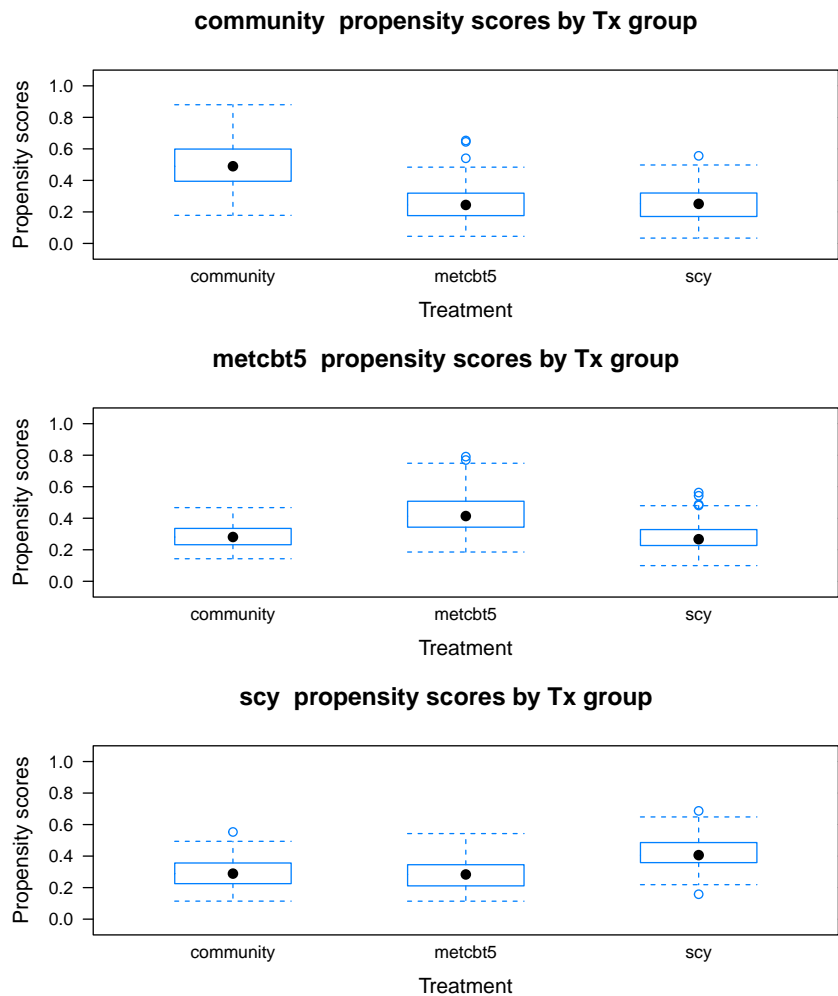 community propensity scores by Tx group
Propensity scores
1.0
0.8
0.6
0.4
0.2
0.0
community metcbt5 scy
Treatment
metcbt5 propensity scores by Tx group
Propensity scores
1.0
0.8
0.6
0.4
0.2
0.0
community metcbt5 scy
Treatment
scy propensity scores by Tx group
Propensity scores
1.0
0.8
0.6
0.4
0.2
0.0
community metcbt5 scy
Treatment